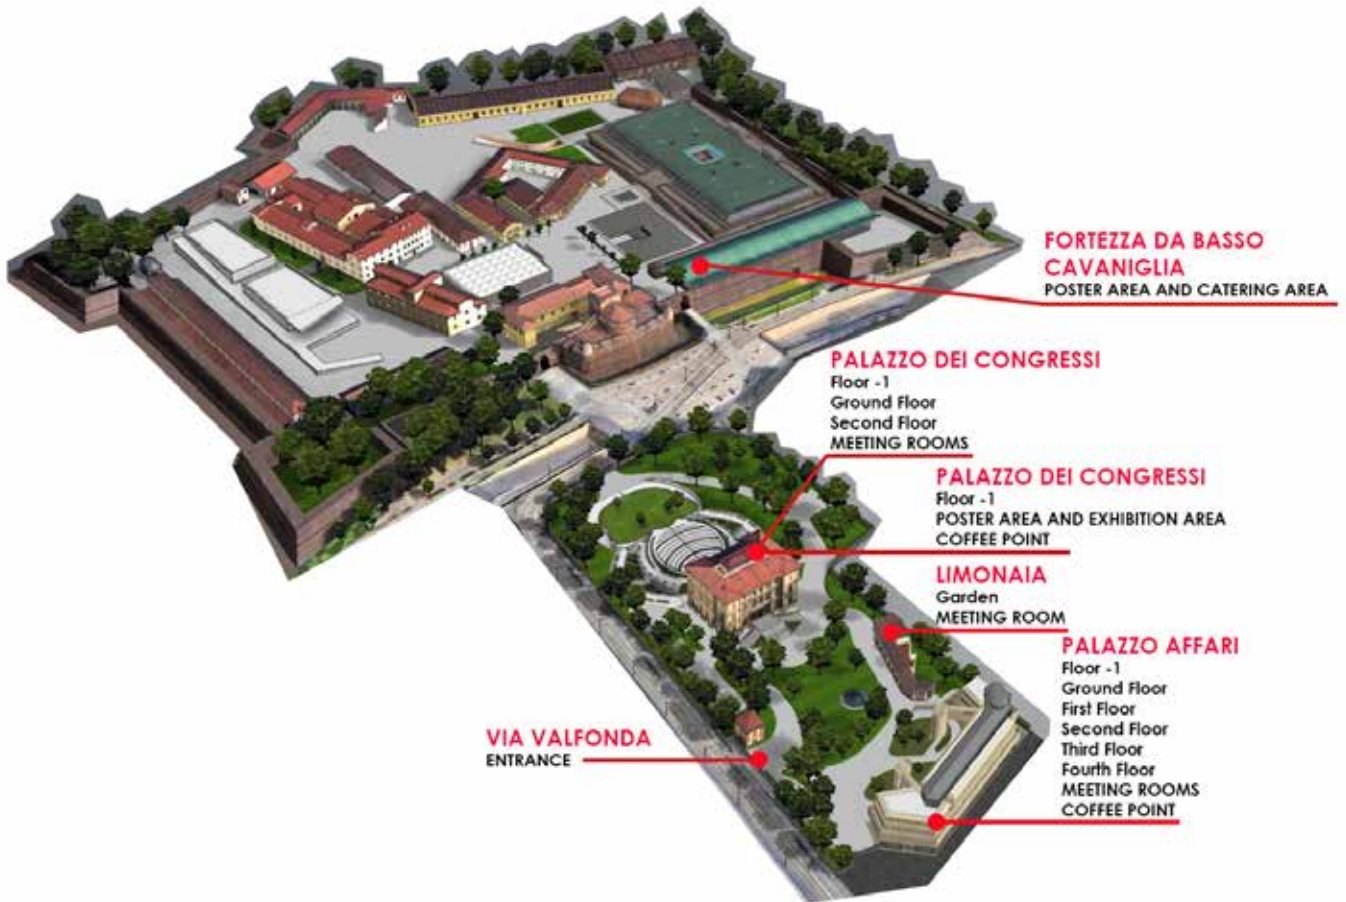 FORTEZZA DA BASSO
CAVANIGLIA
POSTER AREA AND CATERING AREA
PALAZZO DEI CONGRESSI
Floor -1
Ground Floor
Second Floor
MEETING ROOMS
PALAZZO DEI CONGRESSI
Floor -1
POSTER AREA AND EXHIBITION AREA
COFFEE POINT
LIMONAIA
Garden
MEETING ROOM
PALAZZO AFFARI
Floor -1
Ground Floor
First Floor
Second Floor
Third Floor
Fourth Floor
MEETING ROOMS
COFFEE POINT
VIA VALFONDA
ENTRANCE